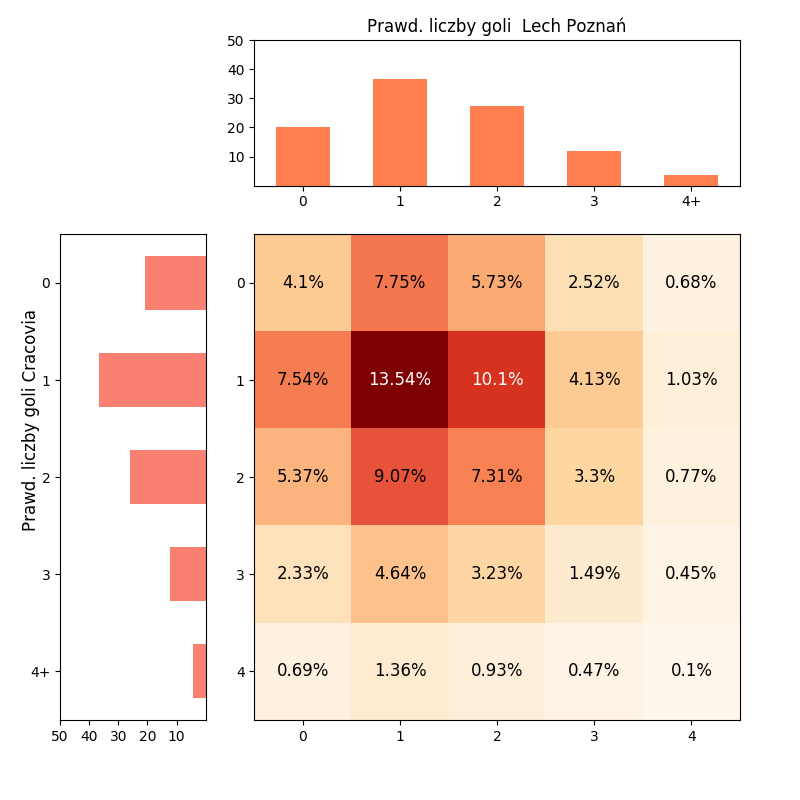 Prawd. liczby goli  Lech Poznań
50
40
30
20
10
0 1 2 3 4+
Prawd. liczby goli Cracovia
0
1
2
3
4+
50 40 30 20 10
0 4.1% 7.75% 5.73% 2.52% 0.68%
1 7.54% 13.54% 10.1% 4.13% 1.03%
2 5.37% 9.07% 7.31% 3.3% 0.77%
3 2.33% 4.64% 3.23% 1.49% 0.45%
4 0.69% 1.36% 0.93% 0.47% 0.1%
0 1 2 3 4